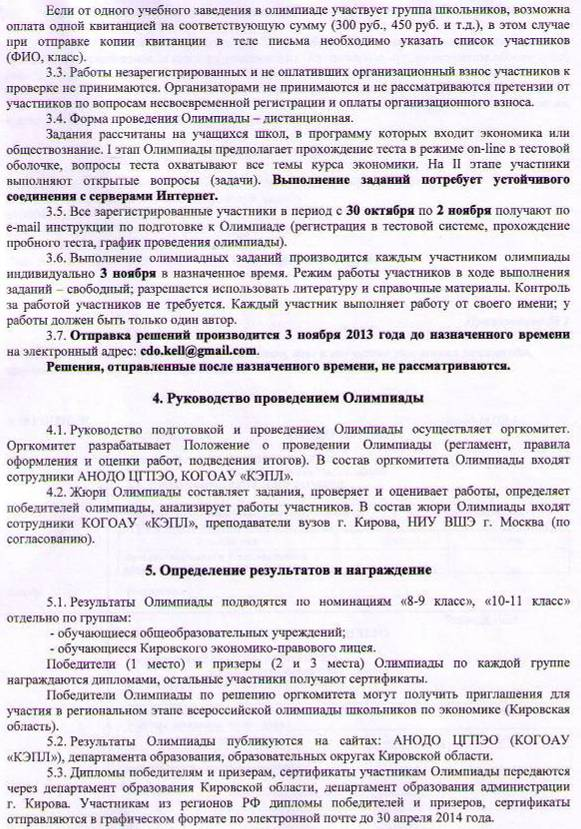 Если от одного учебного заведения в олимпиаде участвует группа школьников, возможна
оплата одной квитанцией на соответствующую сумму (300 руб., 450 руб. и т.д.), в этом случае
при отправке копии квитанции в теле письма необходимо указать список участников
(ФИО, класс).
3.3. Работы незарегистрированных и не оплативших организационный взнос участников к
проверке не принимаются. Организаторами не принимаются и не рассматриваются претензии от
участников по вопросам несвоевременной регистрации и оплаты организационного взноса.
3.4. Форма проведения Олимпиады – дистанционная.
Задания рассчитаны на учащихся школ, в программу которых входит экономика или
обществознание. I этап Олимпиады предполагает прохождение теста в режиме on-line в тестовой
оболочке, вопросы теста охватывают все темы курса экономики. На II этапе участники
выполняют открытые вопросы (задачи). Выполнение заданий потребует устойчивого
соединения с серверами Интернет.
3.5. Все зарегистрированные участники в период с 30 октября по 2 ноября получают по
e-mail инструкции по подготовке к Олимпиаде (регистрация в тестовой системе, прохождение
пробного теста, график проведения олимпиады).
3.6. Выполнение олимпиадных заданий производится каждым участником олимпиады
индивидуально 3 ноября в назначенное время. Режим работы участников в ходе выполнения
заданий – свободный; разрешается использовать литературу и справочные материалы. Контроль
за работой участников не требуется. Каждый участник выполняет работу от своего имени; у
работы должен быть только один автор.
3.7. Отправка решений производится 3 ноября 2013 года до назначенного времени
на электронный адрес: cdo.kell@gmail.com.
Решения, отправленные после назначенного времени, не рассматриваются.
4. Руководство проведением Олимпиады
4.1. Руководство подготовкой и проведением Олимпиады осуществляет оргкомитет.
Оргкомитет разрабатывает Положение о проведении Олимпиады (регламент, правила
оформления и оценки работ, подведения итогов). В состав оргкомитета Олимпиады входят
сотрудники АНОДО ЦГПЭО, КОГОАУ «КЭПЛ».
4.2. Жюри Олимпиады составляет задания, проверяет и оценивает работы, определяет
победителей олимпиады, анализирует работы участников. В состав жюри Олимпиады входят
сотрудники КОГОАУ «КЭПЛ», преподаватели вузов г. Кирова, НИУ ВШЭ г. Москва (по
согласованию).
5. Определение результатов и награждение
5.1. Результаты Олимпиады подводятся по номинациям «8-9 класс», «10-11 класс»
отдельно по группам:
- обучающиеся общеобразовательных учреждений;
- обучающиеся Кировского экономико-правового лицея.
Победители (1 место) и призеры (2 и 3 места) Олимпиады по каждой группе
награждаются дипломами, остальные участники получают сертификаты.
Победители Олимпиады по решению оргкомитета могут получить приглашения для
участия в региональном этапе всероссийской олимпиады школьников по экономике (Кировская
область).
5.2. Результаты Олимпиады публикуются на сайтах: АНОДО ЦГПЭО (КОГОАУ
«КЭПЛ»), департамента образования, образовательных округах Кировской области.
5.3. Дипломы победителям и призерам, сертификаты участникам Олимпиады передаются
через департамент образования Кировской области, департамент образования администрации
г. Кирова. Участникам из регионов РФ дипломы победителей и призеров, сертификаты
отправляются в графическом формате по электронной почте до 30 апреля 2014 года.